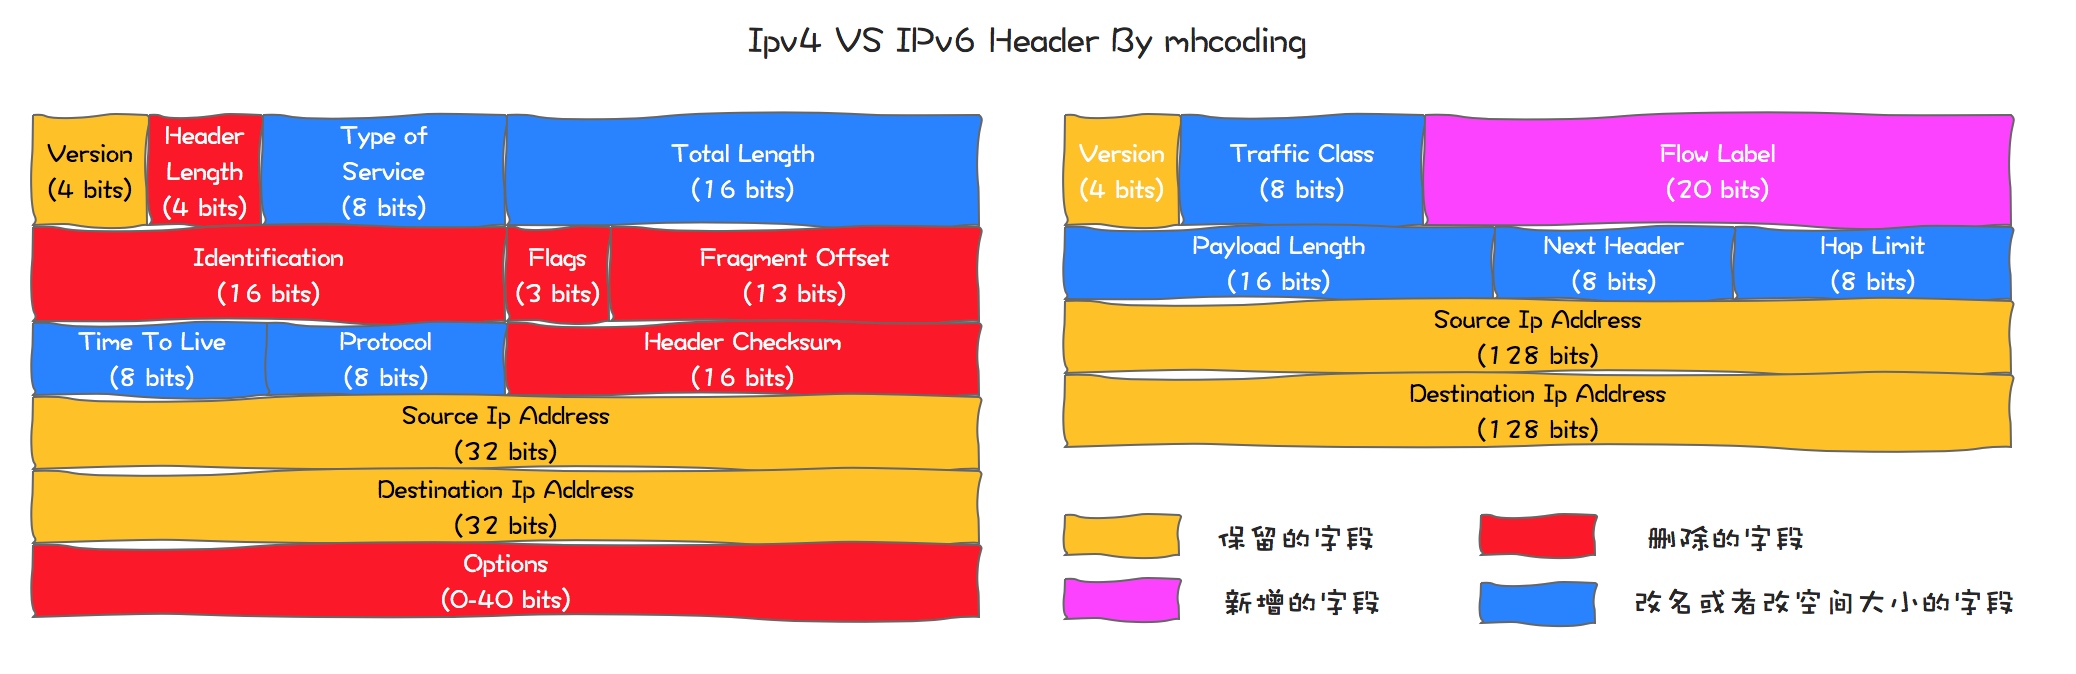 Ipv4 VS IPv6 Header By mhcoding
Version
(4 bits)
Header
Length
(4 bits)
Type of
Service
(8 bits)
Total Length
(16 bits)
Identification
(16 bits)
Flags
(3 bits)
Fragment Offset
(13 bits)
Time To Live
(8 bits)
Protocol
(8 bits)
Header Checksum
(16 bits)
Source Ip Address
(32 bits)
Destination Ip Address
(32 bits)
Options
(0-40 bits)
Version
(4 bits)
Traffic Class
(8 bits)
Flow Label
(20 bits)
Payload Length
(16 bits)
Next Header
(8 bits)
Hop Limit
(8 bits)
Source Ip Address
(128 bits)
Destination Ip Address
(128 bits)
保留的字段
删除的字段
新增的字段
改名或者改空间大小的字段